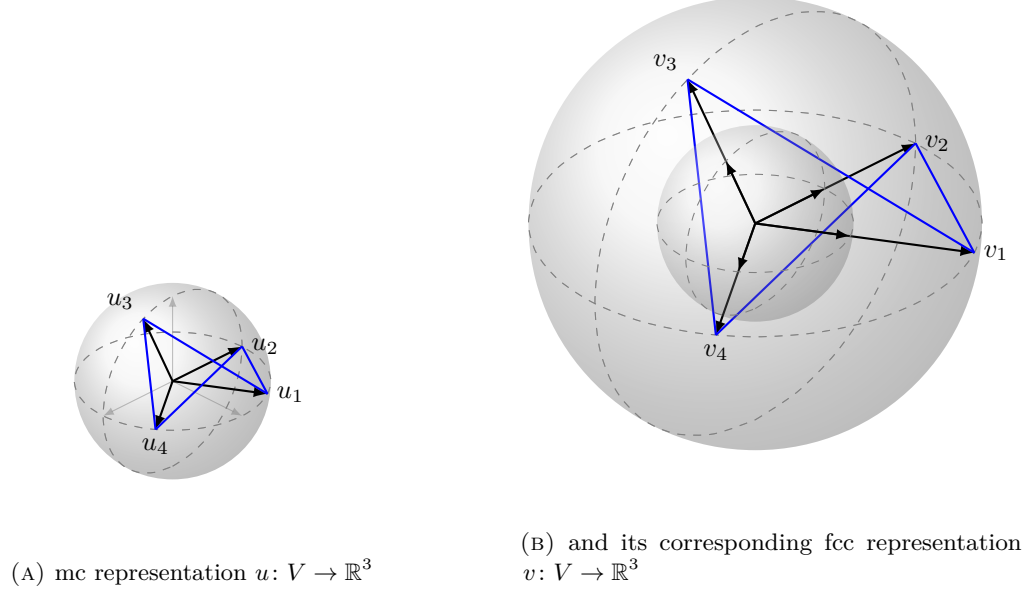 v₃
v₂
v₁
v₄
u₃
u₂
u₁
u₄
(A) mc representation u: V → ℝ³
(B) and its corresponding fcc representation
v: V → ℝ³